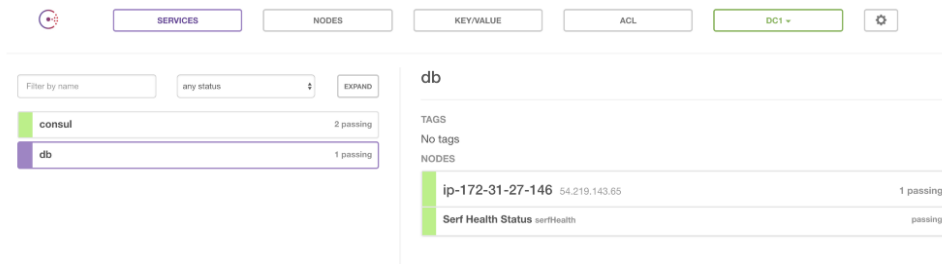 SERVICES NODES KEY/VALUE ACL DC1
Filter by name any status EXPAND
consul 2 passing
db 1 passing
db
TAGS
No tags
NODES
ip-172-31-27-146 54.219.143.65 1 passing
Serf Health Status serfHealth passing